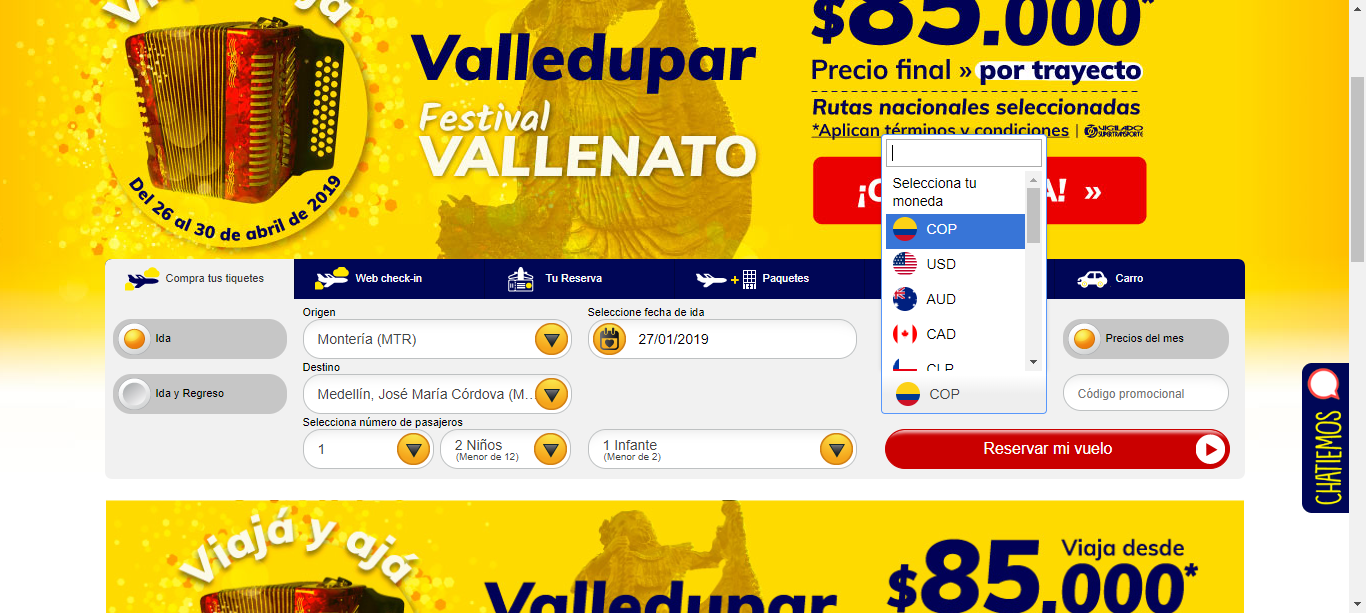 Viajá y ajá
Del 26 al 30 de abril de 2019
Valledupar
Festival
VALLENATO
$85.000*
Precio final » por trayecto
Rutas nacionales seleccionadas
*Aplican términos y condiciones | VIGILADO
SUPERTRANSPORTE
»
Selecciona tu
moneda
COP
USD
AUD
CAD
CLP
COP
Compra tus tiquetes
Web check-in
Tu Reserva
Paquetes
Carro
Ida
Ida y Regreso
Origen
Montería (MTR)
Seleccione fecha de ida
27/01/2019
Destino
Medellín, José María Córdova (M...
Selecciona número de pasajeros
1
2 Niños
(Menor de 12)
1 Infante
(Menor de 2)
Precios del mes
Código promocional
Reservar mi vuelo
CHATIEMOS
Viajá y ajá
Valledupar
Viaja desde
$85.000*